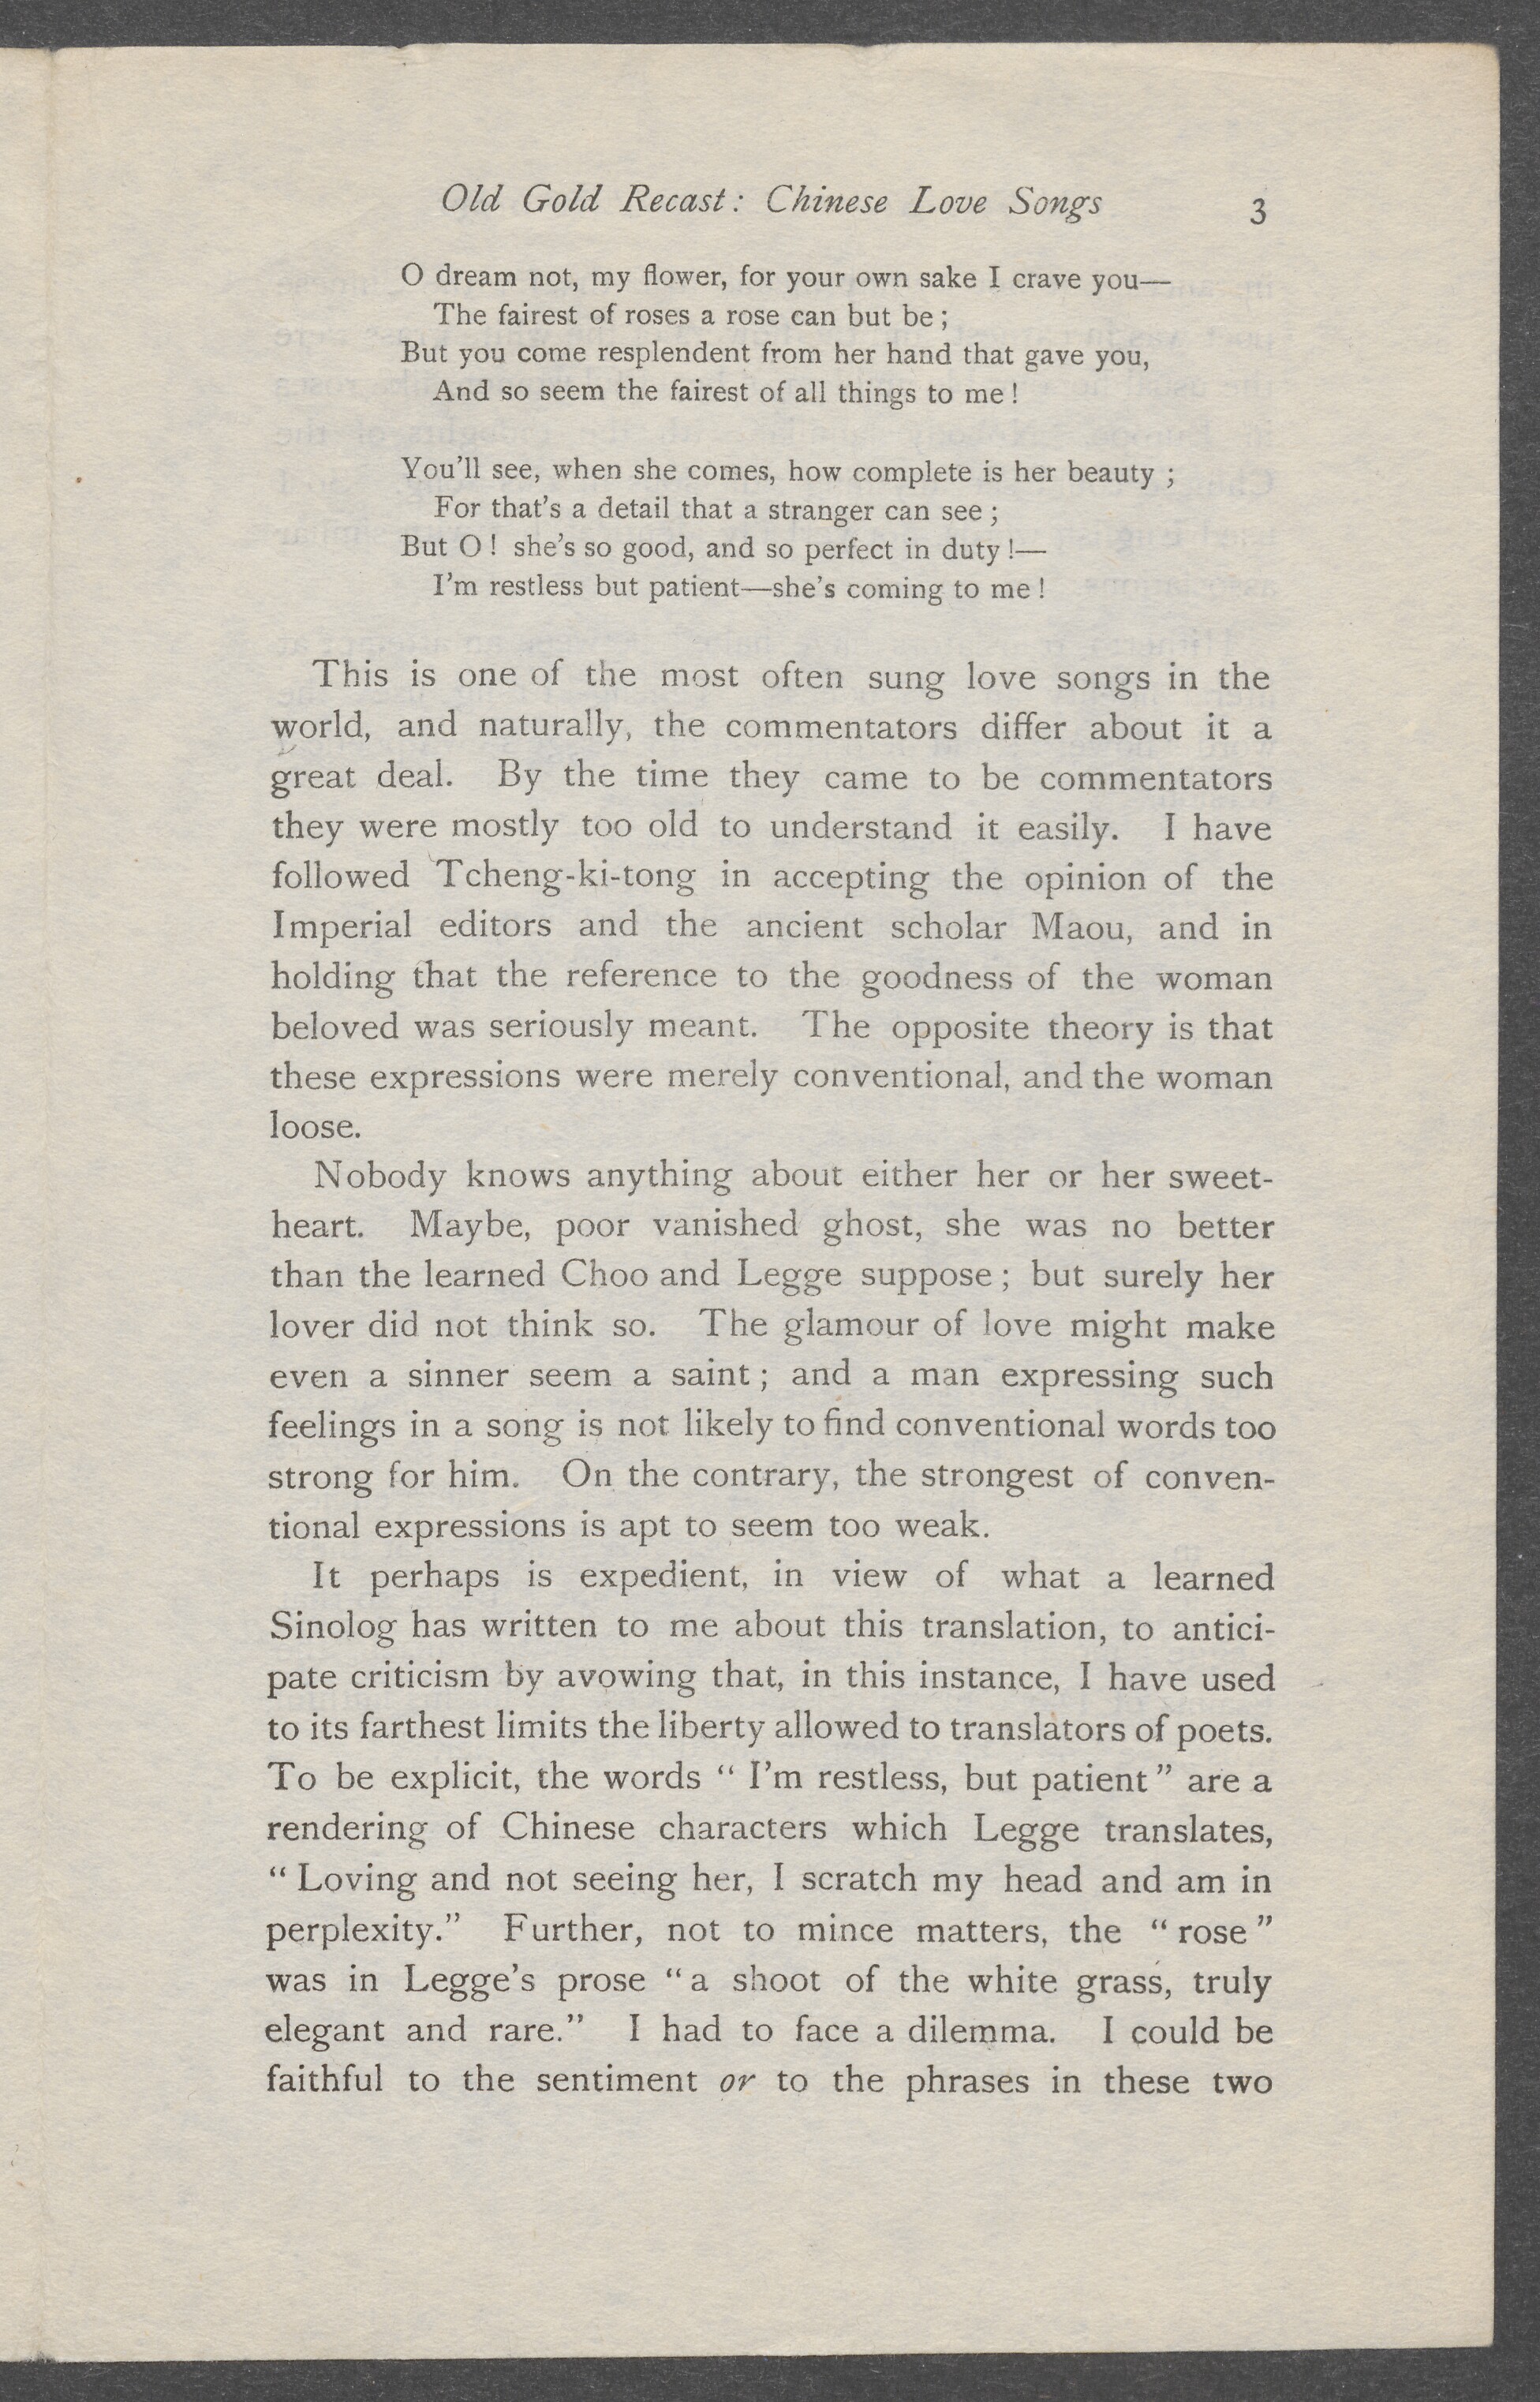 Old Gold Recast: Chinese Love Songs 3
O dream not, my flower, for your own sake I crave you—
The fairest of roses a rose can but be;
But you come resplendent from her hand that gave you,
And so seem the fairest of all things to me!
You'll see, when she comes, how complete is her beauty;
For that's a detail that a stranger can see;
But O! she's so good, and so perfect in duty!—
I'm restless but patient—she's coming to me!
This is one of the most often sung love songs in the
world, and naturally, the commentators differ about it a
great deal. By the time they came to be commentators
they were mostly too old to understand it easily. I have
followed Tcheng-ki-tong in accepting the opinion of the
Imperial editors and the ancient scholar Maou, and in
holding that the reference to the goodness of the woman
beloved was seriously meant. The opposite theory is that
these expressions were merely conventional, and the woman
loose.
Nobody knows anything about either her or her sweet-
heart. Maybe, poor vanished ghost, she was no better
than the learned Choo and Legge suppose; but surely her
lover did not think so. The glamour of love might make
even a sinner seem a saint; and a man expressing such
feelings in a song is not likely to find conventional words too
strong for him. On the contrary, the strongest of conven-
tional expressions is apt to seem too weak.
It perhaps is expedient, in view of what a learned
Sinolog has written to me about this translation, to antici-
pate criticism by avowing that, in this instance, I have used
to its farthest limits the liberty allowed to translators of poets.
To be explicit, the words "I'm restless, but patient" are a
rendering of Chinese characters which Legge translates,
"Loving and not seeing her, I scratch my head and am in
perplexity." Further, not to mince matters, the "rose"
was in Legge's prose "a shoot of the white grass, truly
elegant and rare." I had to face a dilemma. I could be
faithful to the sentiment or to the phrases in these two